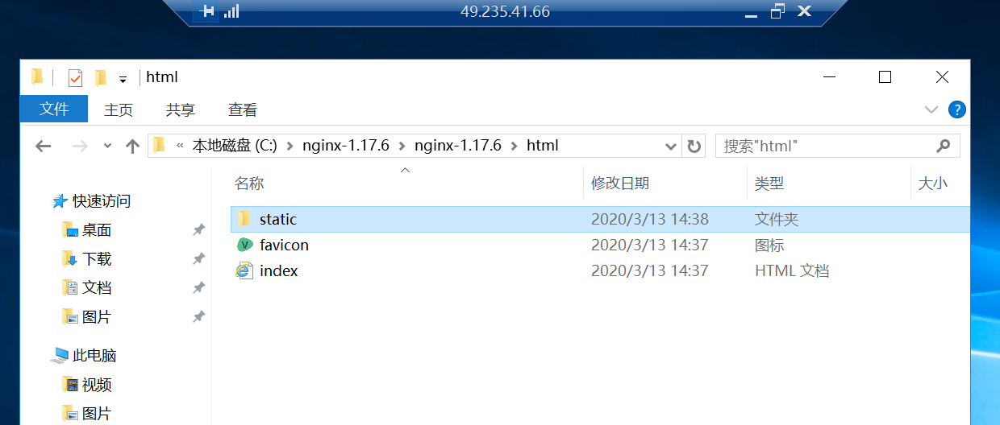 49.235.41.66
html
文件 主页 共享 查看
« 本地磁盘 (C:) nginx-1.17.6 nginx-1.17.6 html 搜索"html"
名称 修改日期 类型 大小
快速访问
桌面
下载
文档
图片
此电脑
视频
图片
static 2020/3/13 14:38 文件夹
favicon 2020/3/13 14:37 图标
index 2020/3/13 14:37 HTML 文档